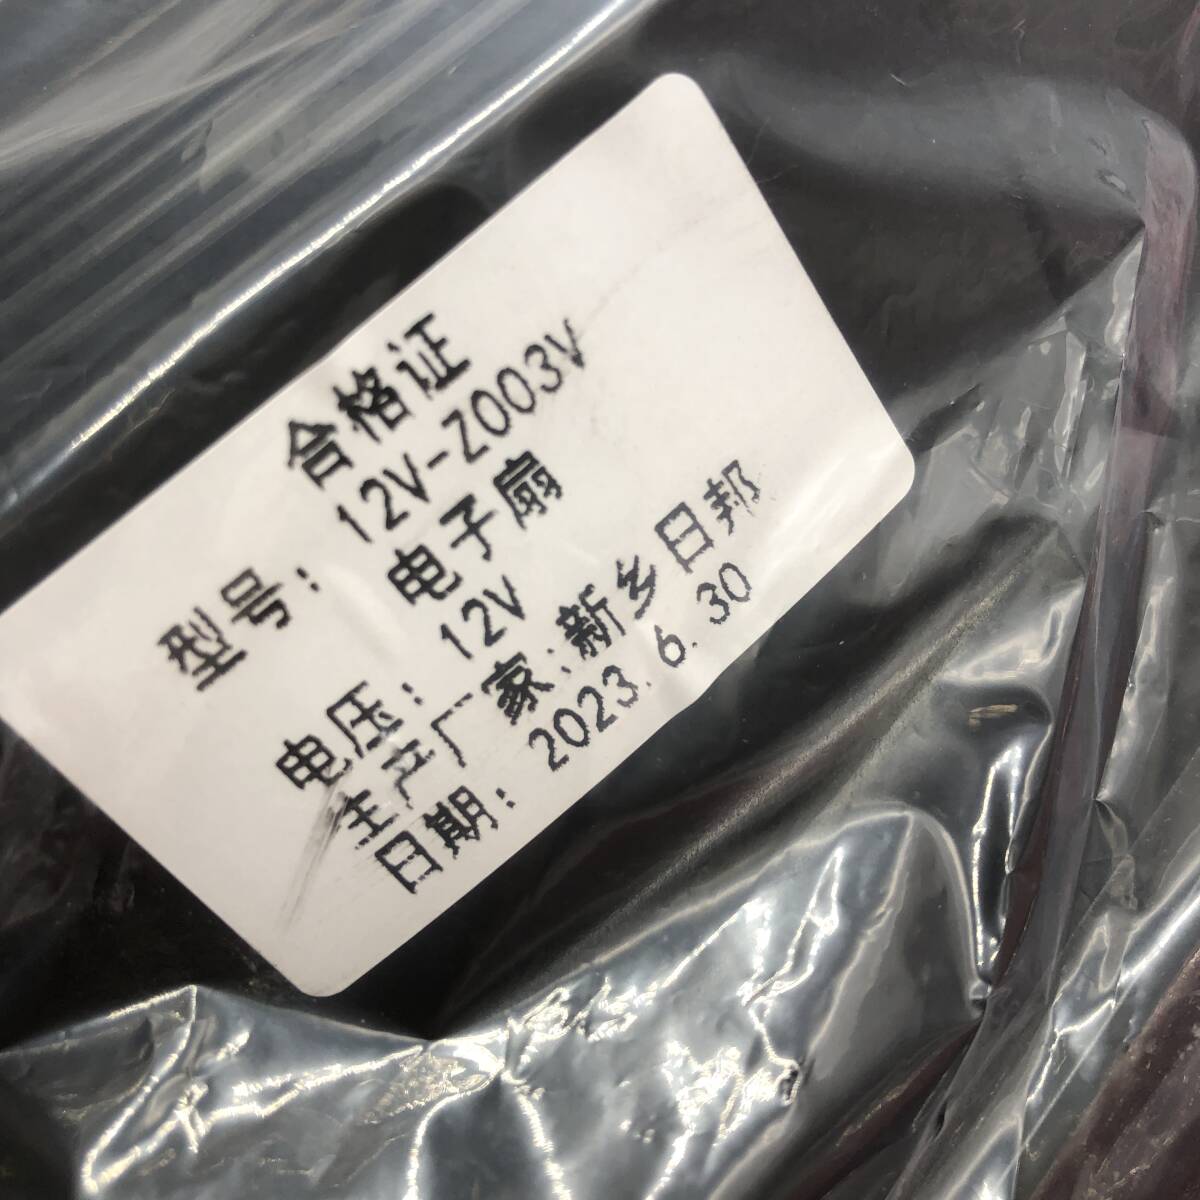 合格证
型号： 12V-Z003V
电子扇
电压： 12V
生产厂家:新乡日邦
日期： 2023.6.30